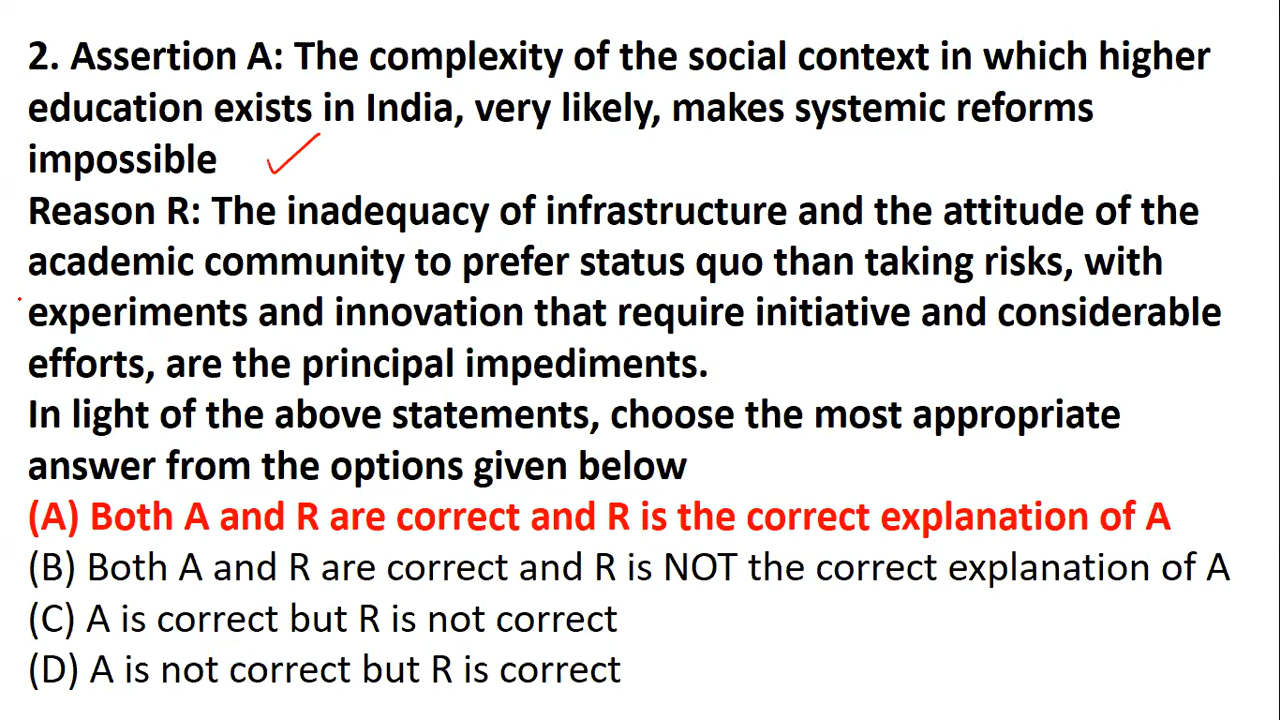 2. Assertion A: The complexity of the social context in which higher
education exists in India, very likely, makes systemic reforms
impossible
Reason R: The inadequacy of infrastructure and the attitude of the
academic community to prefer status quo than taking risks, with
experiments and innovation that require initiative and considerable
efforts, are the principal impediments.
In light of the above statements, choose the most appropriate
answer from the options given below
(A) Both A and R are correct and R is the correct explanation of A
(B) Both A and R are correct and R is NOT the correct explanation of A
(C) A is correct but R is not correct
(D) A is not correct but R is correct